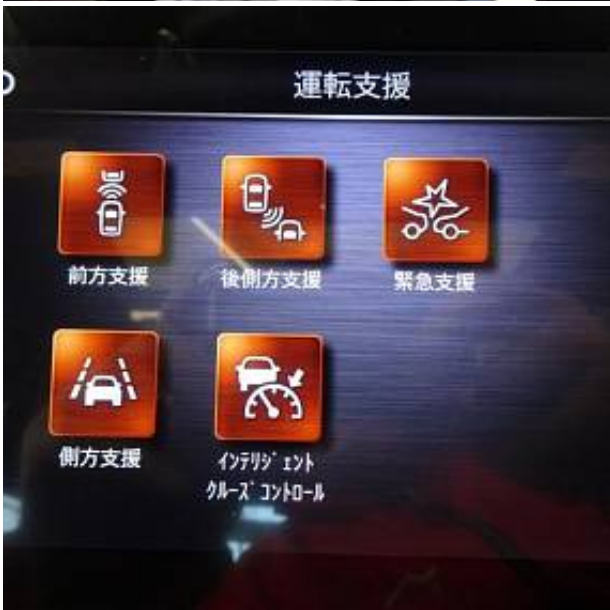 運転支援
前方支援
後側方支援
緊急支援
側方支援
ｲﾝﾃﾘｼﾞｪﾝﾄ
ｸﾙｰｽﾞｺﾝﾄﾛｰﾙ